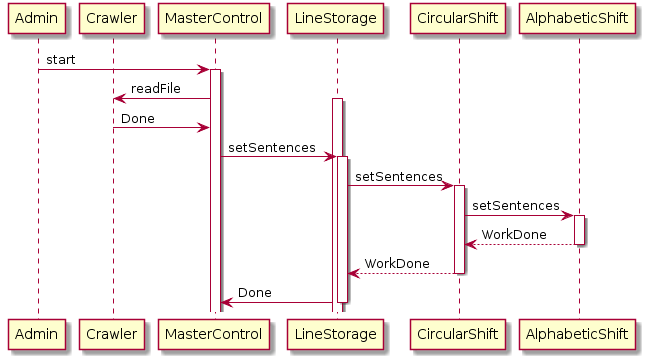 Admin Crawler MasterControl LineStorage CircularShift AlphabeticShift
start
readFile
Done
setSentences
setSentences
setSentences
WorkDone
WorkDone
Done
Admin Crawler MasterControl LineStorage CircularShift AlphabeticShift